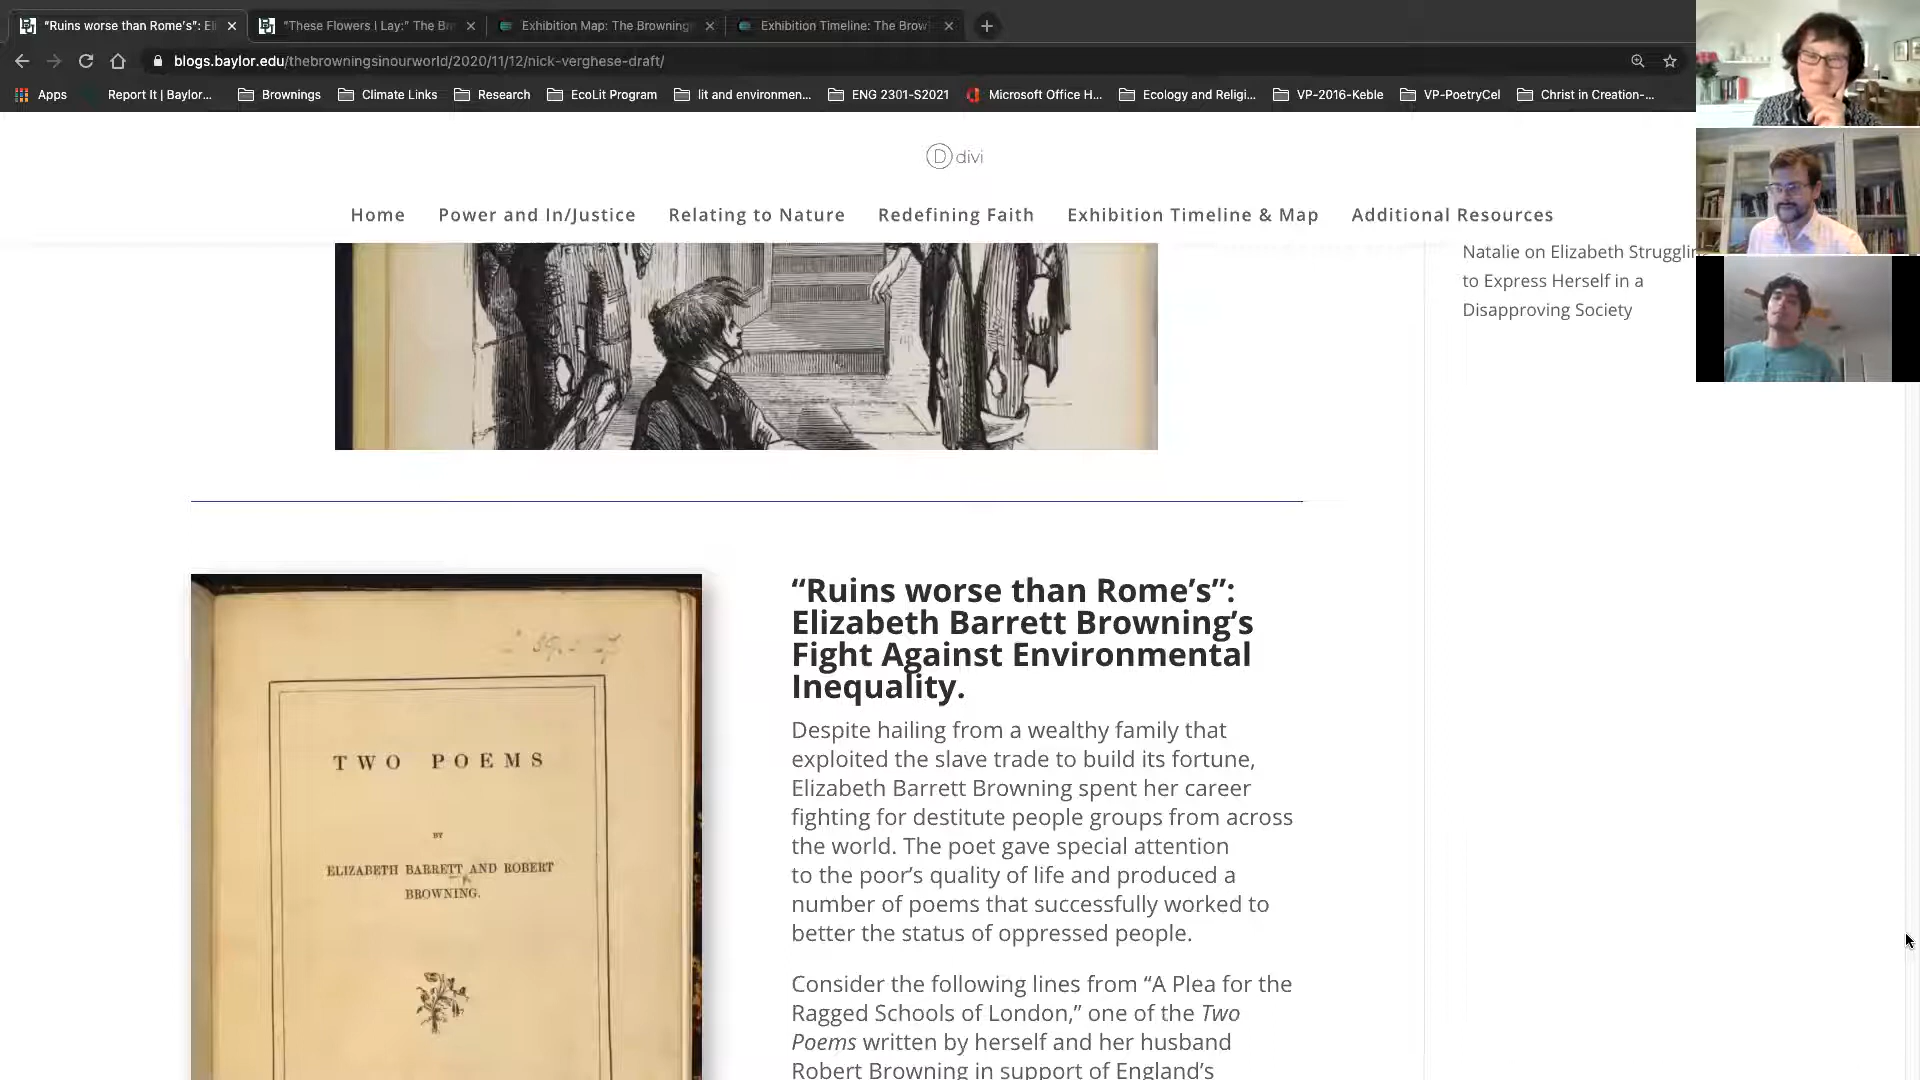 "Ruins worse than Rome's": Eli
"These Flowers I Lay:" The Br
Exhibition Map: The Browning
Exhibition Timeline: The Brow
blogs.baylor.edu/thebrowningsinourworld/2020/11/12/nick-verghese-draft/
Apps
Report It | Baylor...
Brownings
Climate Links
Research
EcoLit Program
lit and environmen...
ENG 2301-S2021
Microsoft Office H...
Ecology and Religi...
VP-2016-Keble
VP-PoetryCel
Christ in Creation-...
D divi
Home
Power and In/Justice
Relating to Nature
Redefining Faith
Exhibition Timeline & Map
Additional Resources
Natalie on Elizabeth Strugglin
to Express Herself in a
Disapproving Society
TWO POEMS
BY
ELIZABETH BARRETT AND ROBERT
BROWNING.
“Ruins worse than Rome’s”:
Elizabeth Barrett Browning’s
Fight Against Environmental
Inequality.
Despite hailing from a wealthy family that
exploited the slave trade to build its fortune,
Elizabeth Barrett Browning spent her career
fighting for destitute people groups from across
the world. The poet gave special attention
to the poor’s quality of life and produced a
number of poems that successfully worked to
better the status of oppressed people.
Consider the following lines from “A Plea for the
Ragged Schools of London,” one of the Two
Poems written by herself and her husband
Robert Browning in support of England’s